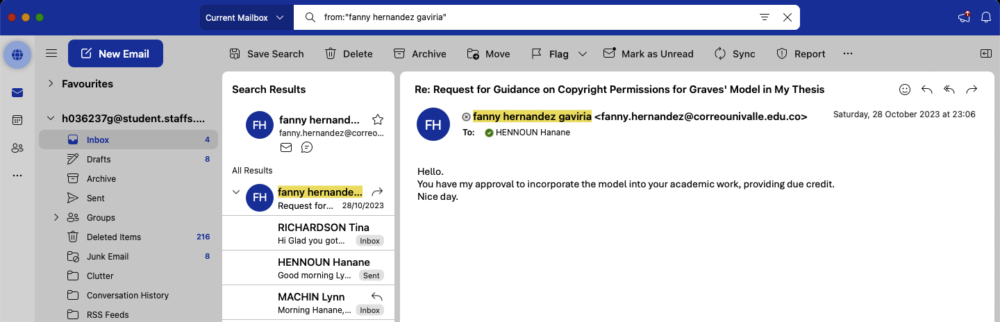 Current Mailbox
from:"fanny hernandez gaviria"
New Email
Save Search
Delete
Archive
Move
Flag
Mark as Unread
Sync
Report
Favourites
h036237g@student.staffs....
Inbox 4
Drafts 8
Archive
Sent
Groups
Deleted Items 216
Junk Email 8
Clutter
Conversation History
RSS Feeds
Search Results
FH
fanny hernand...
fanny.hernandez@correo...
All Results
FH
fanny hernande...
Request for... 28/10/2023
RICHARDSON Tina
Hi Glad you got... Inbox
HENNOUN Hanane
Good morning Ly... Sent
MACHIN Lynn
Morning Hanane,... Inbox
Re: Request for Guidance on Copyright Permissions for Graves' Model in My Thesis
FH
fanny hernandez gaviria <fanny.hernandez@correounivalle.edu.co>
Saturday, 28 October 2023 at 23:06
To: HENNOUN Hanane
Hello.
You have my approval to incorporate the model into your academic work, providing due credit.
Nice day.